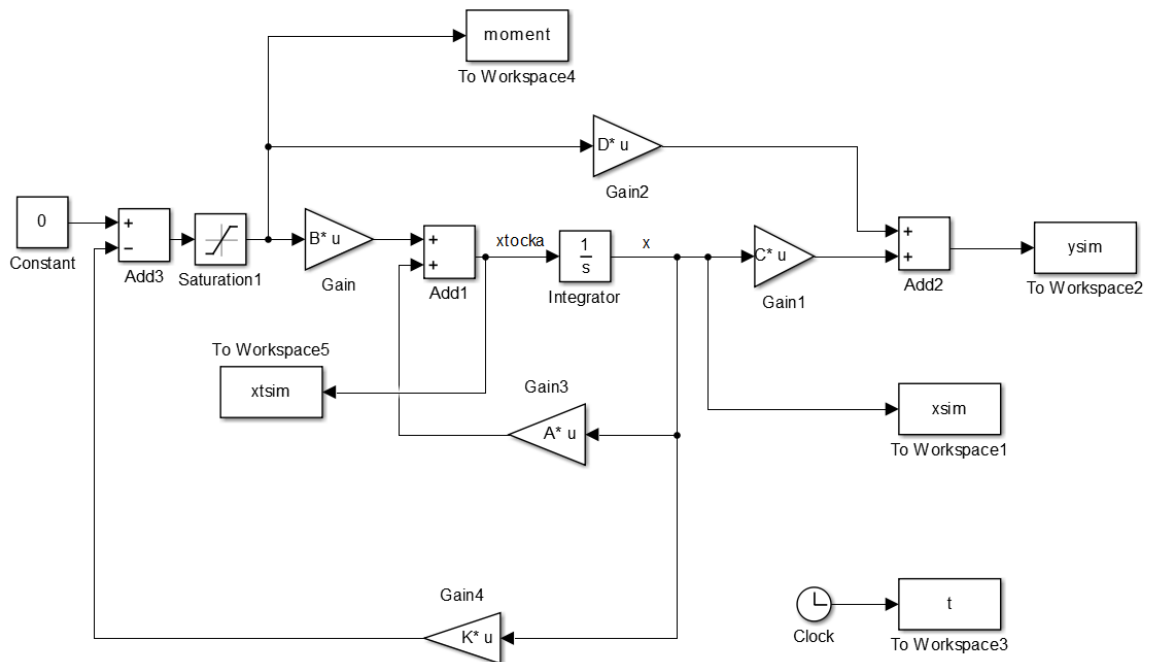 moment
To Workspace4
D* u
Gain2
0
Constant
+
−
Add3
Saturation1
B* u
Gain
+
+
Add1
xtocka
1
s
Integrator
x
C* u
Gain1
+
+
Add2
ysim
To Workspace2
To Workspace5
xtsim
Gain3
A* u
xsim
To Workspace1
Gain4
K* u
Clock
t
To Workspace3